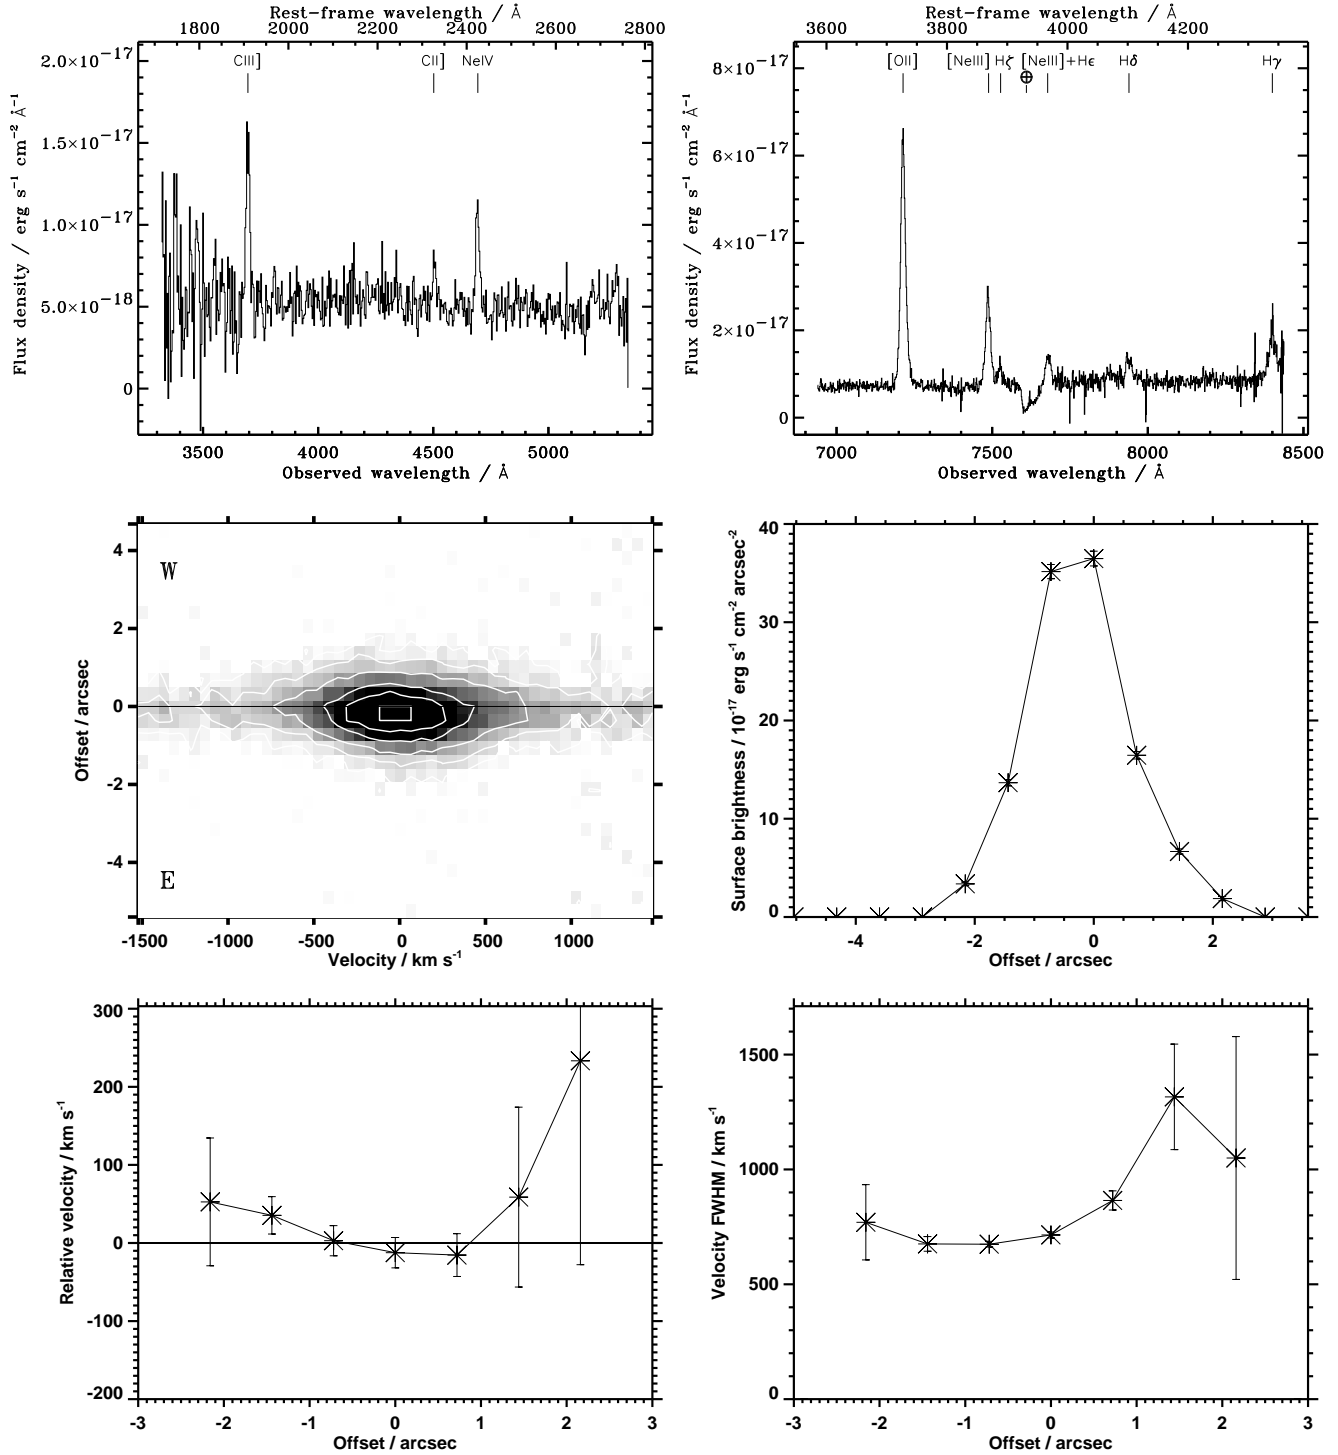 Rest-frame wavelength / Å
1800 2000 2200 2400 2600 2800
CIII] CII] NeIV
2.0×10⁻¹⁷
1.5×10⁻¹⁷
1.0×10⁻¹⁷
5.0×10⁻¹⁸
0
Flux density / erg s⁻¹ cm⁻² Å⁻¹
3500 4000 4500 5000
Observed wavelength / Å
Rest-frame wavelength / Å
3600 3800 4000 4200
[OII] [NeIII] Hζ [NeIII]+Hϵ Hδ Hγ
⊕
8×10⁻¹⁷
6×10⁻¹⁷
4×10⁻¹⁷
2×10⁻¹⁷
0
Flux density / erg s⁻¹ cm⁻² Å⁻¹
7000 7500 8000 8500
Observed wavelength / Å
W
E
4
2
0
-2
-4
Offset / arcsec
-1500 -1000 -500 0 500 1000
Velocity / km s⁻¹
40
30
20
10
0
Surface brightness / 10⁻¹⁷ erg s⁻¹ cm⁻² arcsec⁻²
-4 -2 0 2
Offset / arcsec
300
200
100
0
-100
-200
Relative velocity / km s⁻¹
-3 -2 -1 0 1 2 3
Offset / arcsec
1500
1000
500
0
Velocity FWHM / km s⁻¹
-3 -2 -1 0 1 2 3
Offset / arcsec